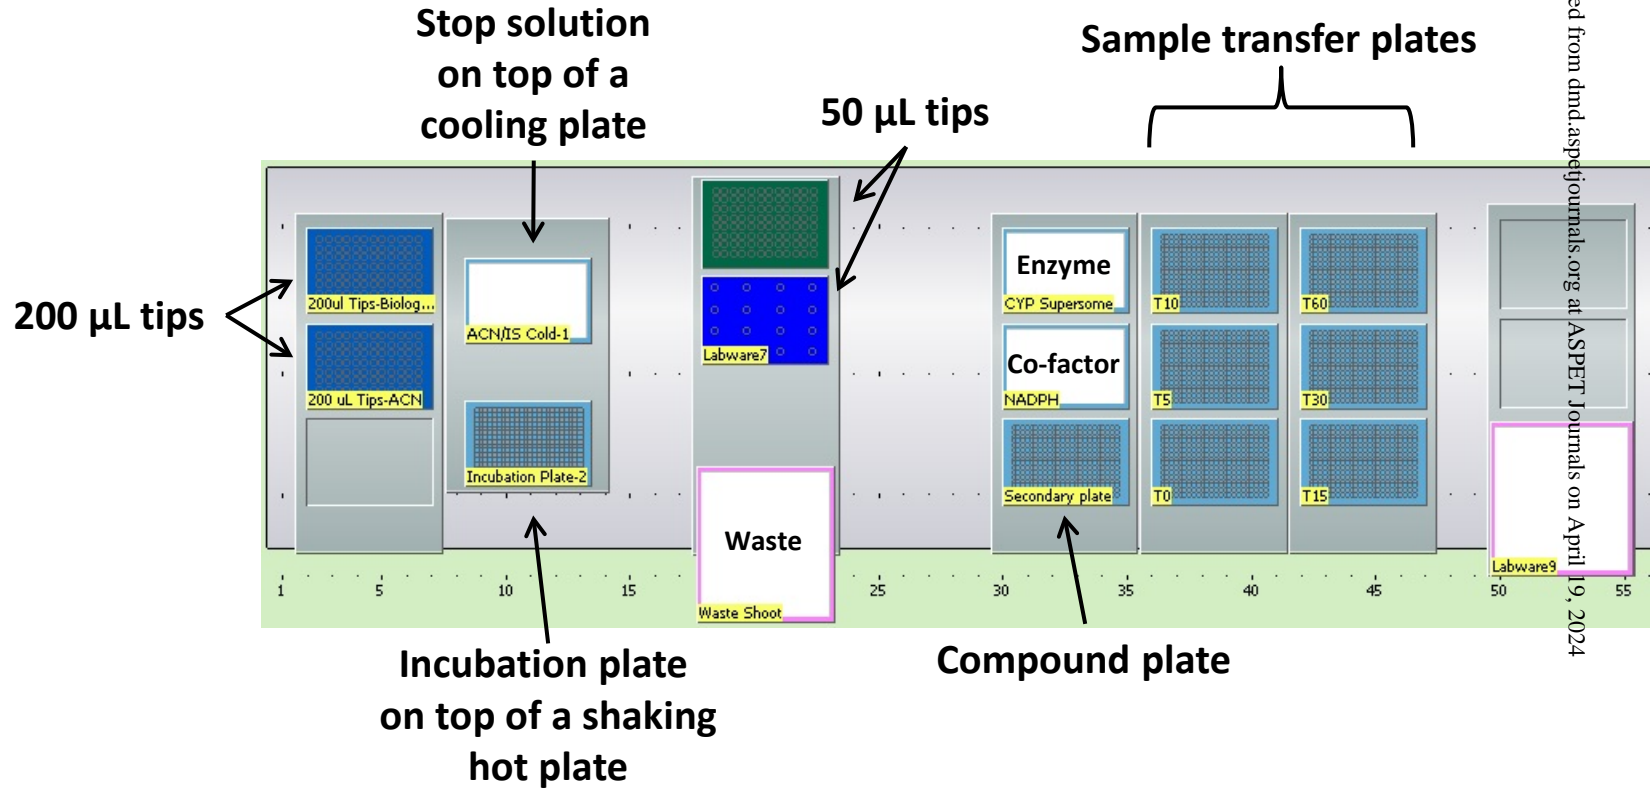 Stop solution
on top of a
cooling plate
Sample transfer plates
50 µL tips
200 µL tips
200ul Tips-Biolog...
200 uL Tips-ACN
ACN/IS Cold-1
Incubation Plate-2
Labware7
Waste
Waste Shoot
Enzyme
CYP Supersome
Co-factor
NADPH
Secondary plate
T10
T5
T0
T60
T30
T15
Labware9
1 5 10 15 25 30 35 40 45 50 55
Incubation plate
on top of a shaking
hot plate
Compound plate
ed from dmd.aspetjournals.org at ASPET Journals on April 19, 2024